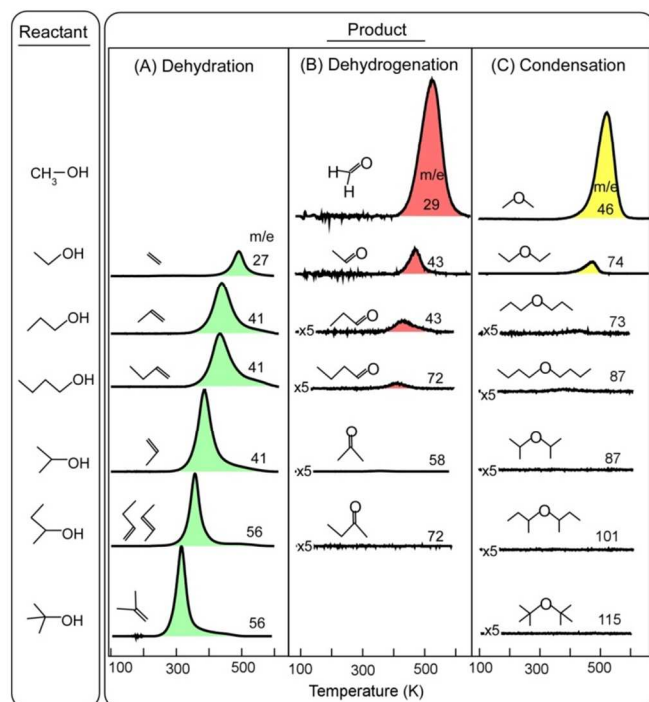 Reactant
Product
(A) Dehydration
(B) Dehydrogenation
(C) Condensation
CH3–OH
H
O
H
m/e
29
O
m/e
46
m/e
OH
27
O
43
O
74
OH
41
O
x5
43
O
x5
73
OH
41
O
x5
72
O
x5
87
OH
41
O
x5
58
O
x5
87
OH
56
O
x5
72
O
x5
101
OH
56
O
x5
115
100 300 500
100 300 500
100 300 500
Temperature (K)